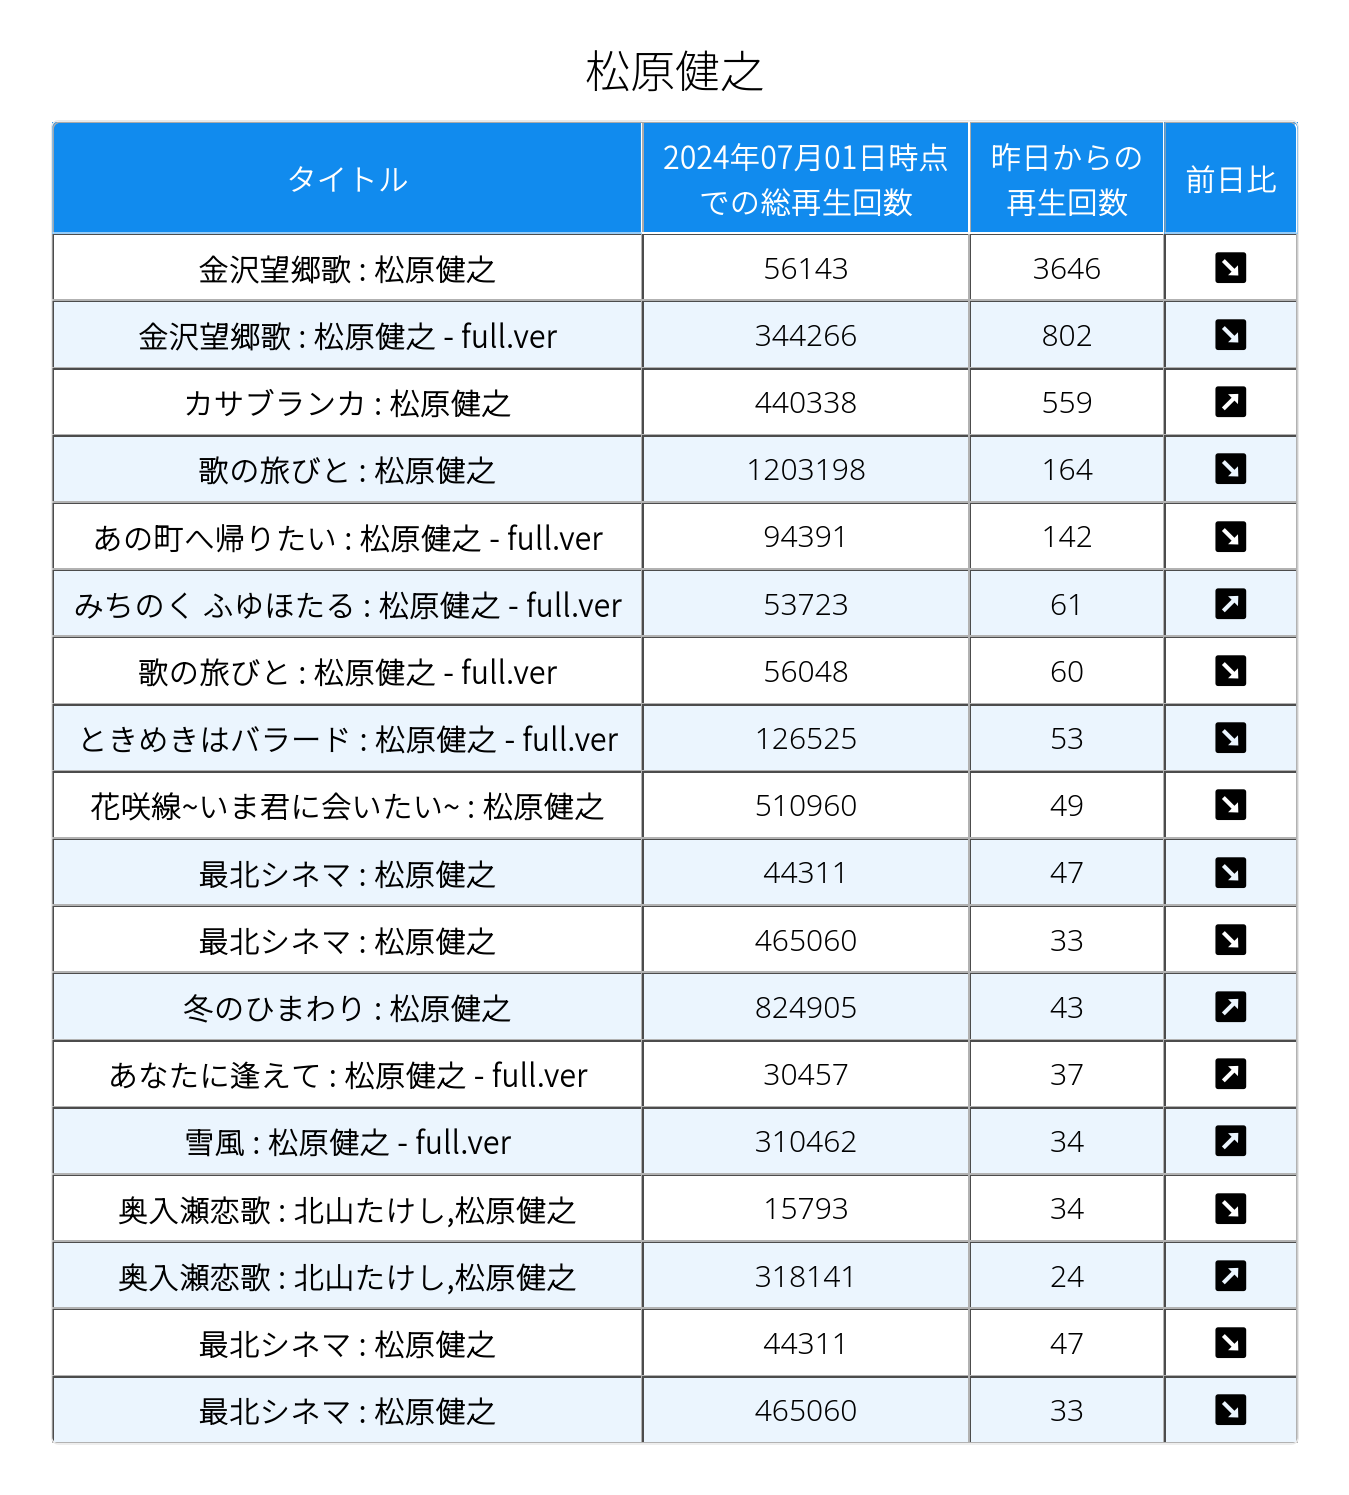 松原健之
タイトル 2024年07月01日時点での総再生回数 昨日からの再生回数 前日比
金沢望郷歌 : 松原健之 56143 3646 ↘
金沢望郷歌 : 松原健之 - full.ver 344266 802 ↘
カサブランカ : 松原健之 440338 559 ↗
歌の旅びと : 松原健之 1203198 164 ↘
あの町へ帰りたい : 松原健之 - full.ver 94391 142 ↘
みちのく ふゆほたる : 松原健之 - full.ver 53723 61 ↗
歌の旅びと : 松原健之 - full.ver 56048 60 ↘
ときめきはバラード : 松原健之 - full.ver 126525 53 ↘
花咲線~いま君に会いたい~ : 松原健之 510960 49 ↘
最北シネマ : 松原健之 44311 47 ↘
最北シネマ : 松原健之 465060 33 ↘
冬のひまわり : 松原健之 824905 43 ↗
あなたに逢えて : 松原健之 - full.ver 30457 37 ↗
雪風 : 松原健之 - full.ver 310462 34 ↗
奥入瀬恋歌 : 北山たけし,松原健之 15793 34 ↘
奥入瀬恋歌 : 北山たけし,松原健之 318141 24 ↗
最北シネマ : 松原健之 44311 47 ↘
最北シネマ : 松原健之 465060 33 ↘